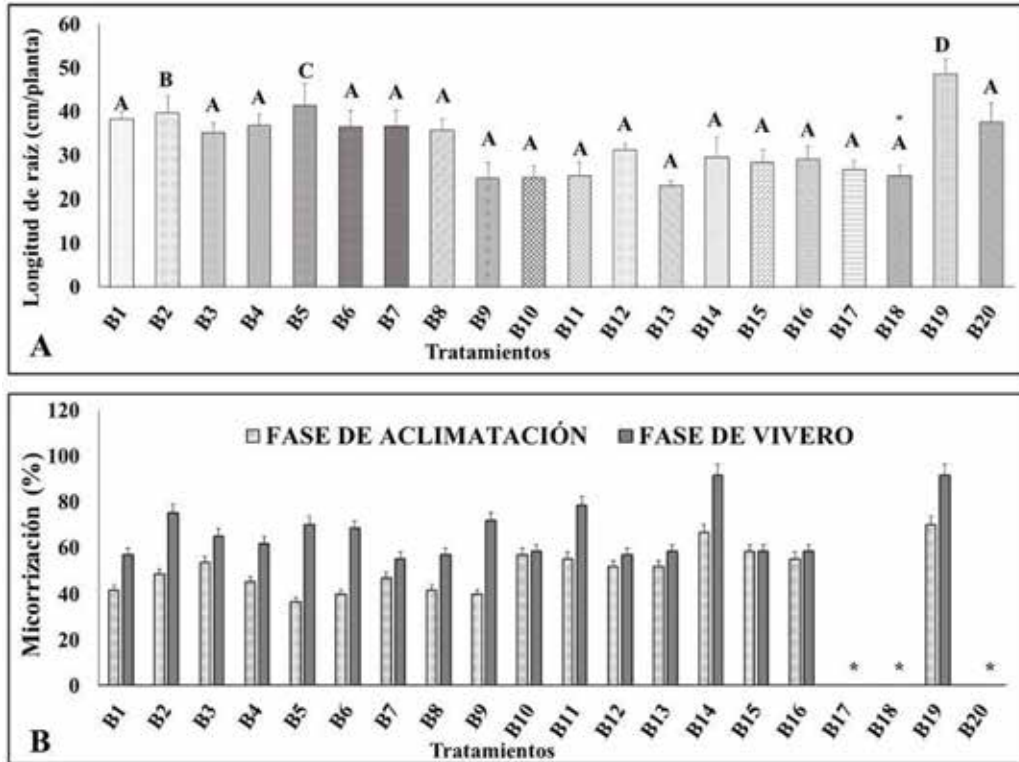 60
50
40
30
20
10
0
Longitud de raíz (cm/planta)
A
B
A
A
C
A
A
A
A
A
A
A
A
A
A
A
A
*
A
D
A
B1
B2
B3
B4
B5
B6
B7
B8
B9
B10
B11
B12
B13
B14
B15
B16
B17
B18
B19
B20
Tratamientos
A
120
100
80
60
40
20
0
Micorrización (%)
FASE DE ACLIMATACIÓN
FASE DE VIVERO
*
*
*
B1
B2
B3
B4
B5
B6
B7
B8
B9
B10
B11
B12
B13
B14
B15
B16
B17
B18
B19
B20
Tratamientos
B